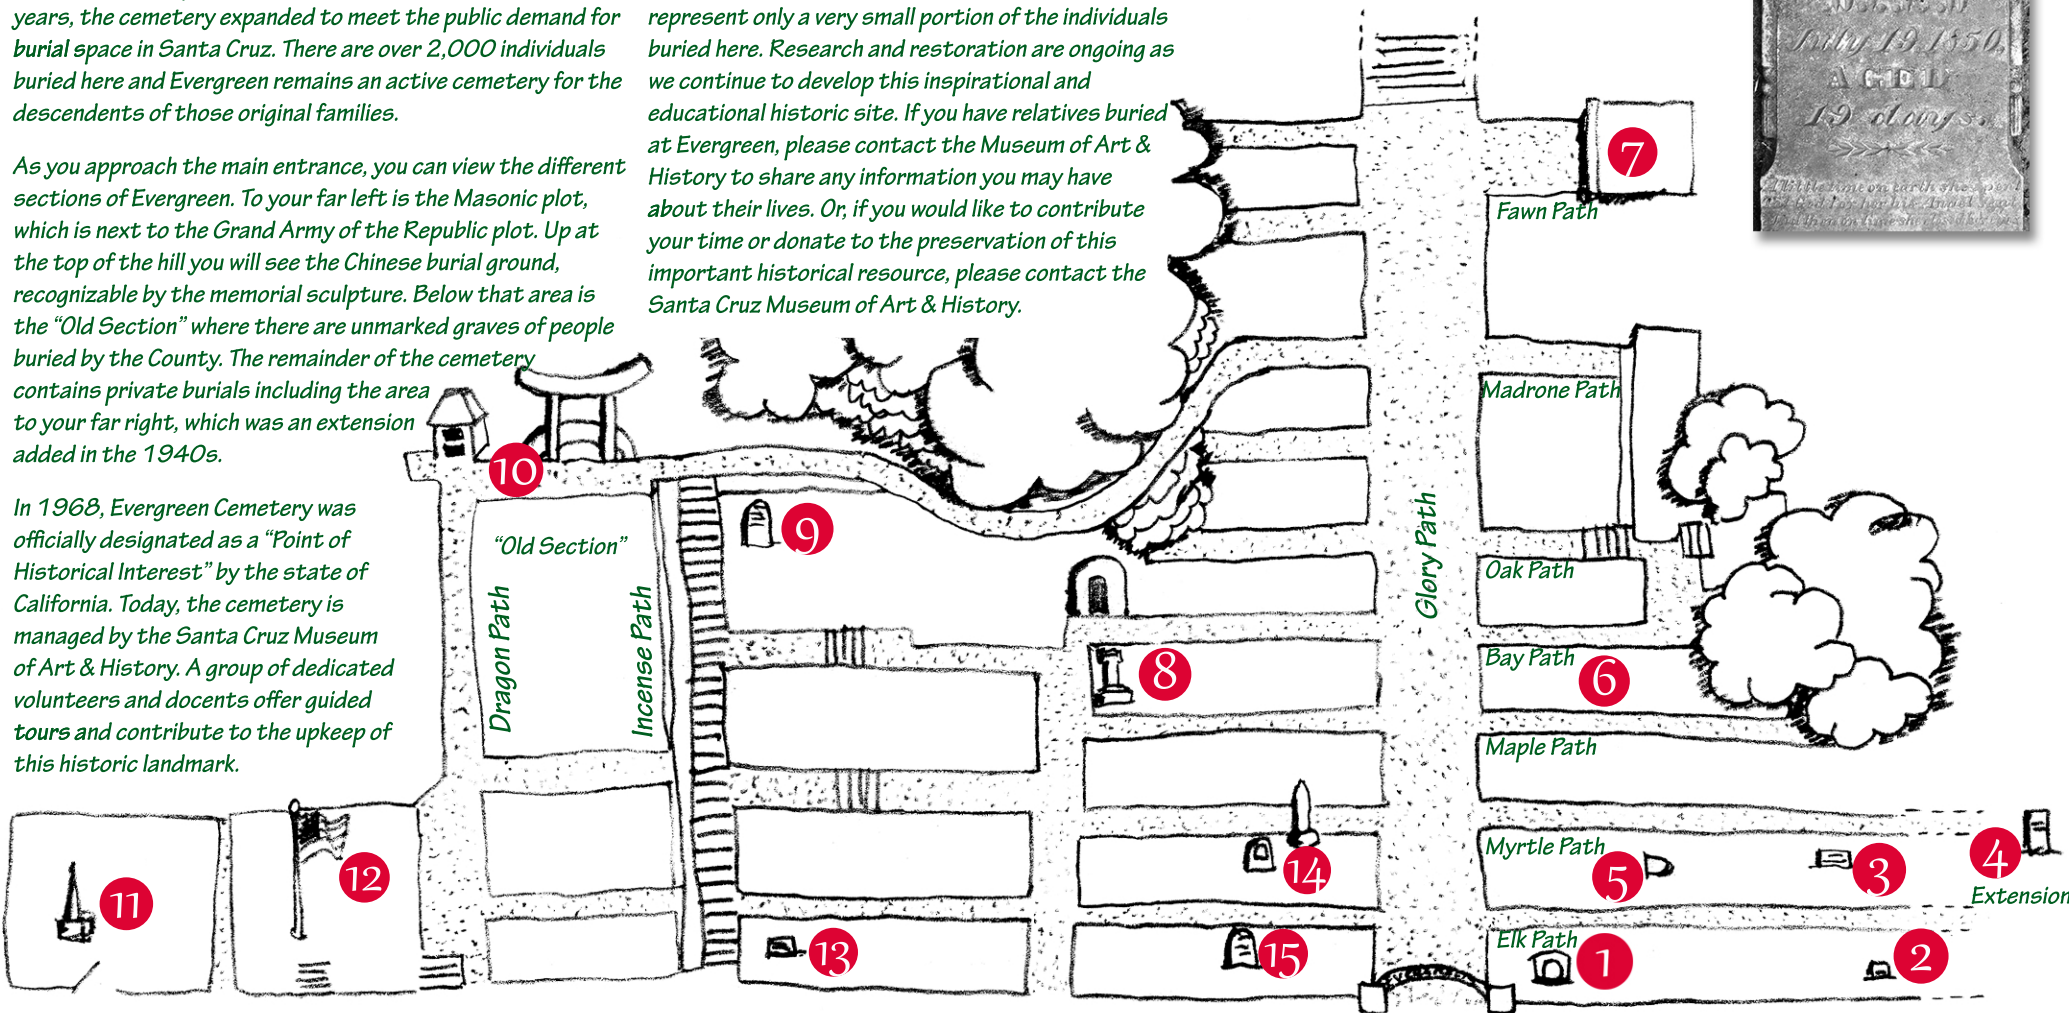 years, the cemetery expanded to meet the public demand for
burial space in Santa Cruz. There are over 2,000 individuals
buried here and Evergreen remains an active cemetery for the
descendents of those original families.
As you approach the main entrance, you can view the different
sections of Evergreen. To your far left is the Masonic plot,
which is next to the Grand Army of the Republic plot. Up at
the top of the hill you will see the Chinese burial ground,
recognizable by the memorial sculpture. Below that area is
the “Old Section” where there are unmarked graves of people
buried by the County. The remainder of the cemetery
contains private burials including the area
to your far right, which was an extension
added in the 1940s.
In 1968, Evergreen Cemetery was
officially designated as a “Point of
Historical Interest” by the state of
California. Today, the cemetery is
managed by the Santa Cruz Museum
of Art & History. A group of dedicated
volunteers and docents offer guided
tours and contribute to the upkeep of
this historic landmark.
represent only a very small portion of the individuals
buried here. Research and restoration are ongoing as
we continue to develop this inspirational and
educational historic site. If you have relatives buried
at Evergreen, please contact the Museum of Art &
History to share any information you may have
about their lives. Or, if you would like to contribute
your time or donate to the preservation of this
important historical resource, please contact the
Santa Cruz Museum of Art & History.
July 19, 1850,
AGED
19 days.
7
Fawn Path
Madrone Path
10
9
“Old Section”
Dragon Path
Incense Path
Glory Path
Oak Path
8
Bay Path
6
Maple Path
11
12
14
Myrtle Path
5
3
4
Extension
13
15
Elk Path
1
2